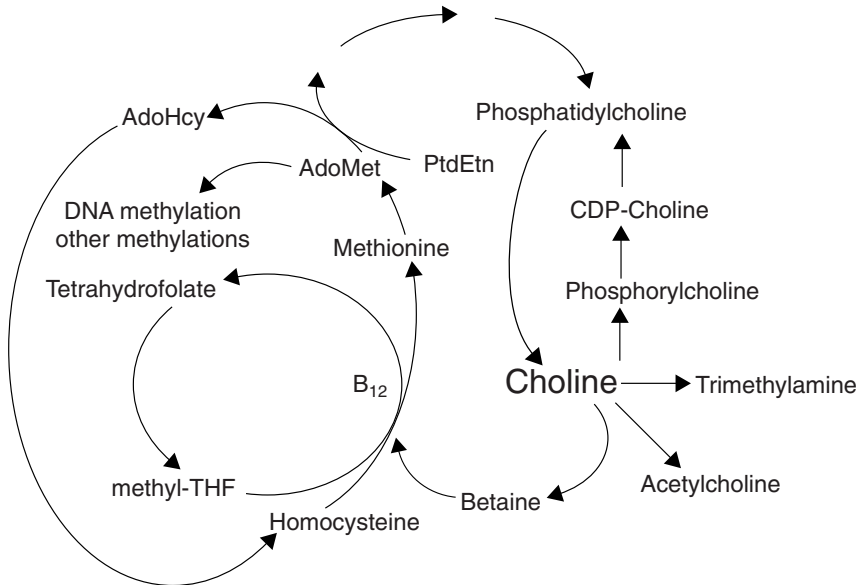 Phosphatidylcholine
AdoHcy
AdoMet
PtdEtn
DNA methylation
other methylations
CDP-Choline
Methionine
Tetrahydrofolate
Phosphorylcholine
B12
Choline
Trimethylamine
methyl-THF
Betaine
Acetylcholine
Homocysteine